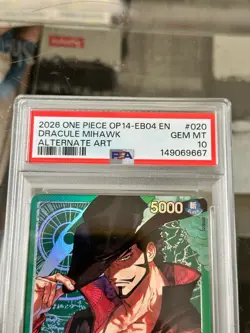 2026 ONE PIECE OP14-EB04 EN #020
DRACULE MIHAWK GEM MT
ALTERNATE ART 10
PSA 149069667
5000